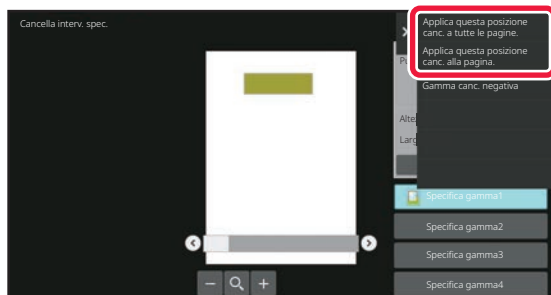 Cancella interv. spec.
Applica questa posizione
canc. a tutte le pagine.
Applica questa posizione
canc. alla pagina.
Gamma canc. negativa
Specifica gamma1
Specifica gamma2
Specifica gamma3
Specifica gamma4